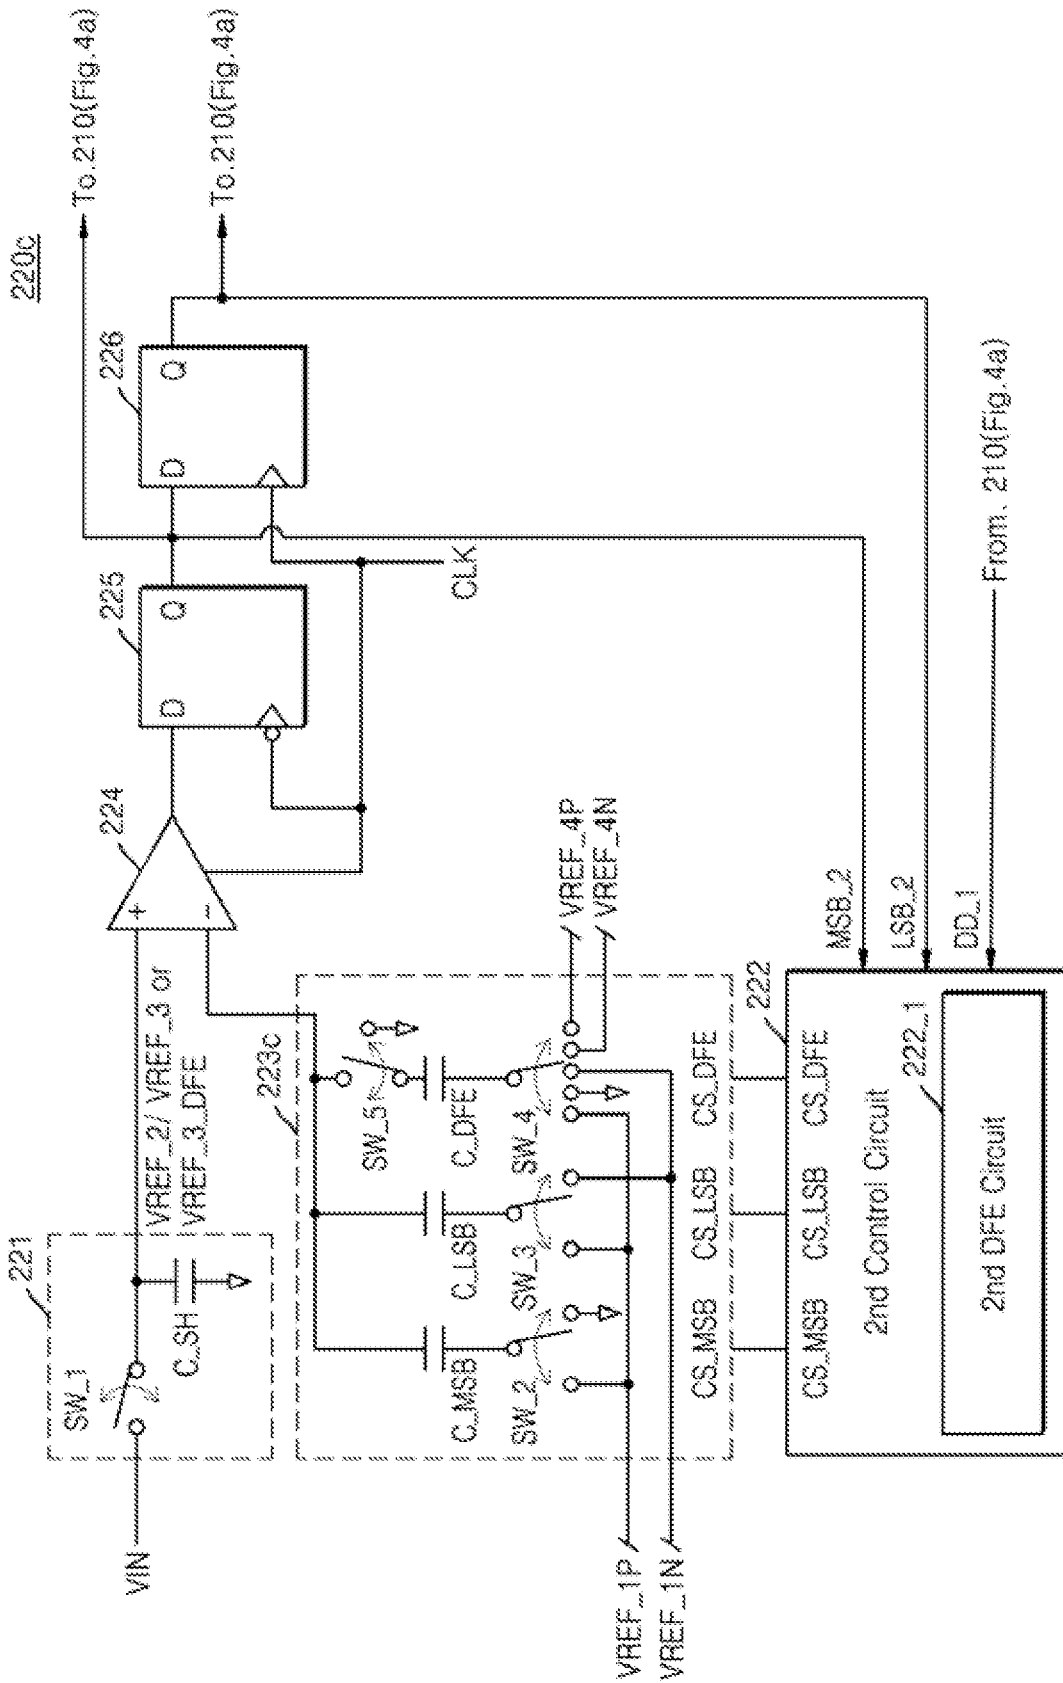 220c
To.210(Fig.4a)
To.210(Fig.4a)
221
SW_1
VIN
C_SH
VREF_2/ VREF_3 or
VREF_3_DFE
224
+
-
225
D
Q
226
D
Q
CLK
223c
C_MSB
C_LSB
C_DFE
SW_5
SW_2
SW_3
SW_4
VREF_4P
VREF_4N
VREF_1P
VREF_1N
CS_MSB
CS_LSB
CS_DFE
222
CS_MSB
CS_LSB
CS_DFE
2nd Control Circuit
222_1
2nd DFE Circuit
MSB_2
LSB_2
DD_1
From. 210(Fig.4a)